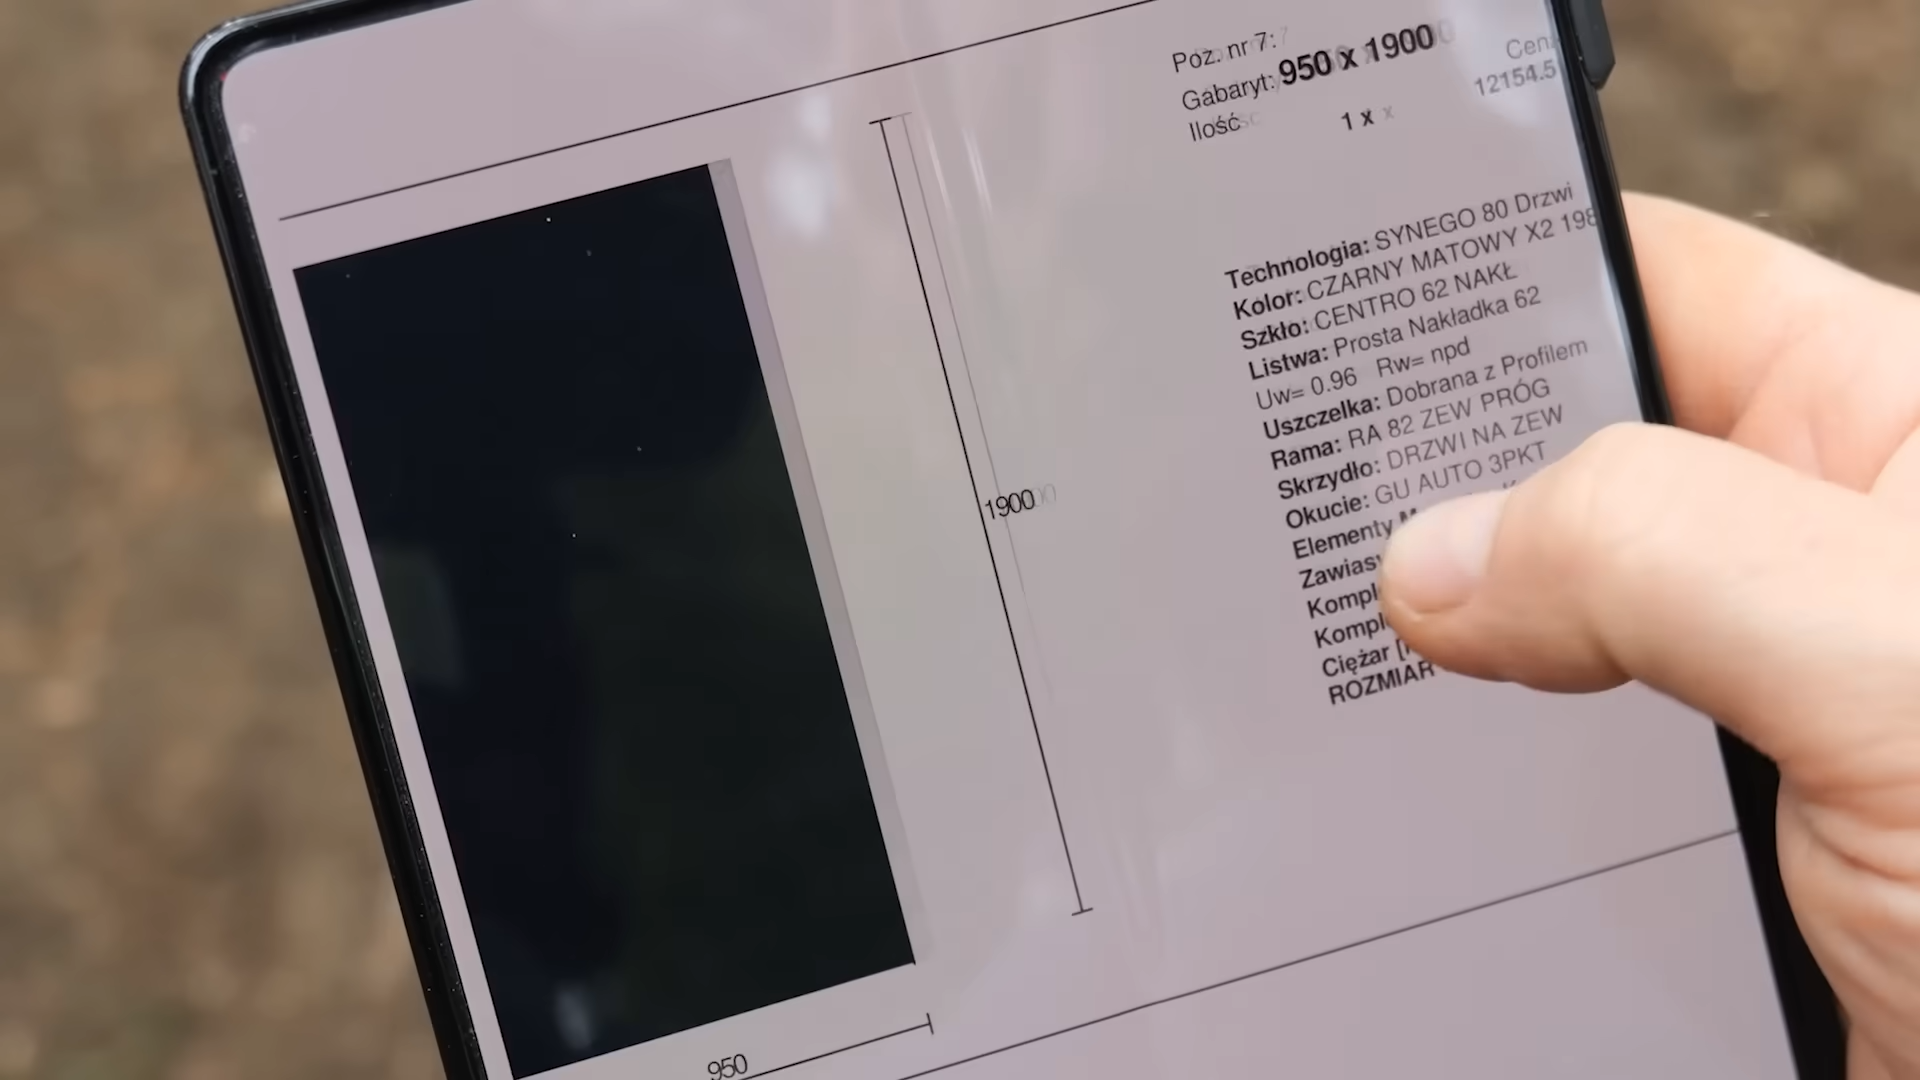 Poz. nr 7:
Gabaryt: 950 x 1900
Ilość 1 x
12154.5
Technologia: SYNEGO 80 Drzwi
Kolor: CZARNY MATOWY X2 198
Szkło: CENTRO 62 NAKŁ
Listwa: Prosta Nakładka 62
Uw= 0.96 Rw= npd
Uszczelka: Dobrana z Profilem
Rama: RA 82 ZEW PRÓG
Skrzydło: DRZWI NA ZEW
Okucie: GU AUTO 3PKT
Elementy
Zawiasy
Kompl
Kompl
Ciężar [
ROZMIAR
1900
950